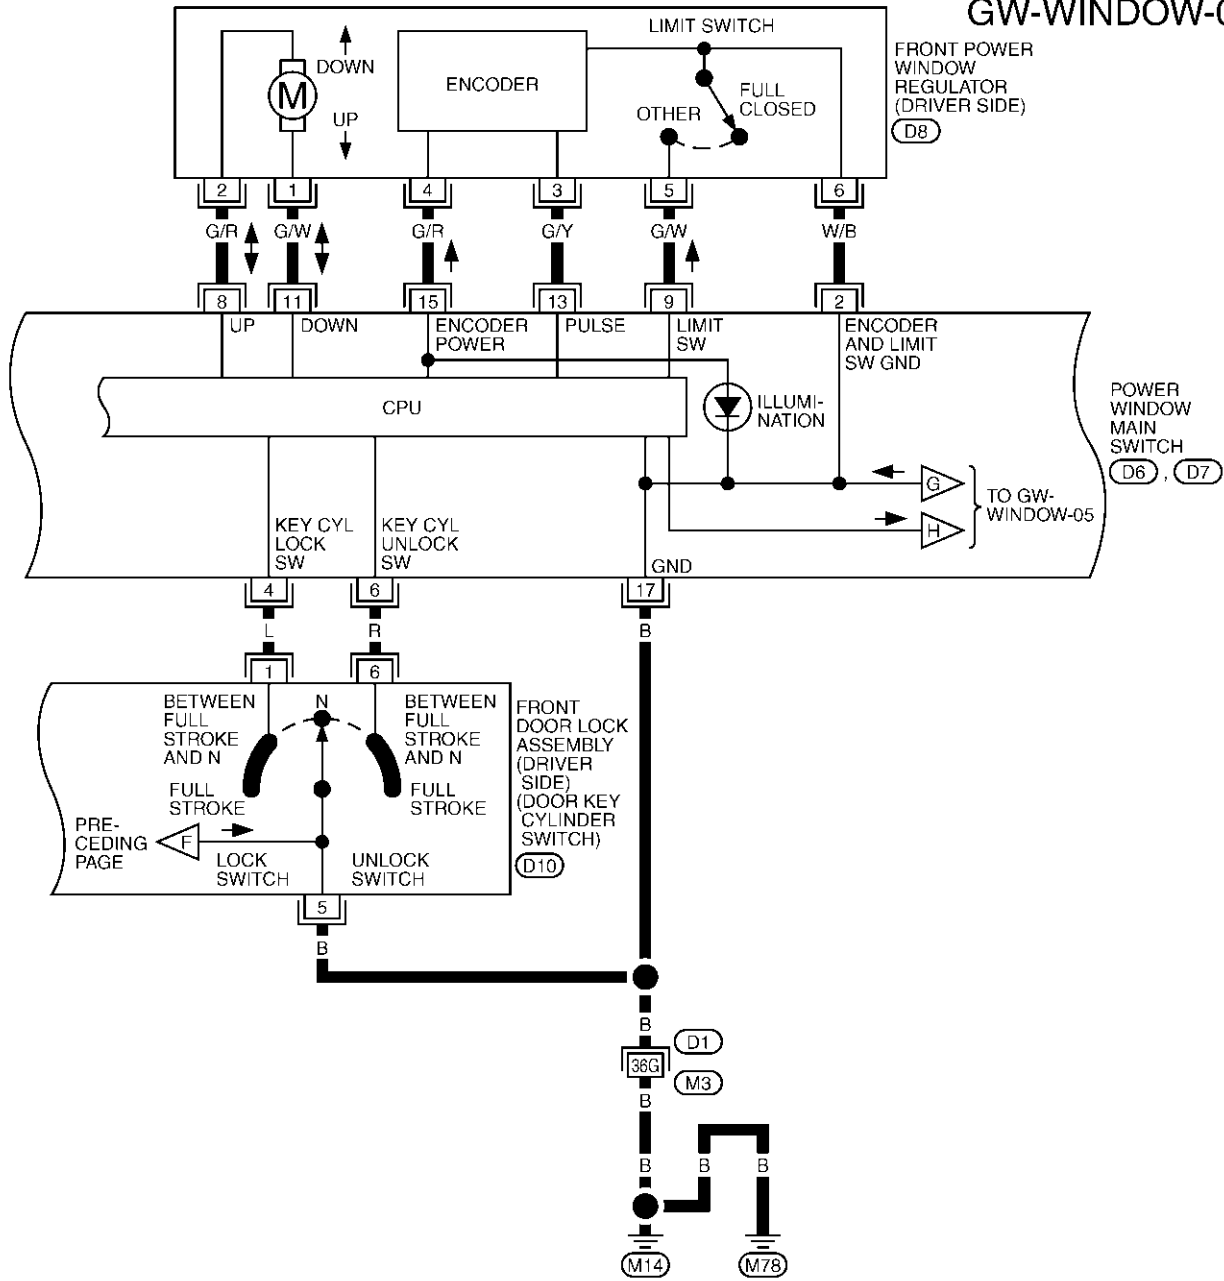 GW-WINDOW-0
LIMIT SWITCH
DOWN
M
UP
ENCODER
OTHER
FULL
CLOSED
FRONT POWER
WINDOW
REGULATOR
(DRIVER SIDE)
D8
2 1 4 3 5 6
G/R G/W G/R G/Y G/W W/B
8 11 15 13 9 2
UP
DOWN
ENCODER
POWER
PULSE
LIMIT
SW
ENCODER
AND LIMIT
SW GND
CPU
ILLUMI-
NATION
POWER
WINDOW
MAIN
SWITCH
D6 , D7
G
H
TO GW-
WINDOW-05
KEY CYL
LOCK
SW
KEY CYL
UNLOCK
SW
GND
4 6 17
L R B
1 6
BETWEEN
FULL
STROKE
AND N
N
BETWEEN
FULL
STROKE
AND N
FULL
STROKE
FULL
STROKE
FRONT
DOOR LOCK
ASSEMBLY
(DRIVER
SIDE)
(DOOR KEY
CYLINDER
SWITCH)
D10
PRE-
CEDING
PAGE
F
LOCK
SWITCH
UNLOCK
SWITCH
5
B
B
D1
36G
M3
B
B B B
M14 M78